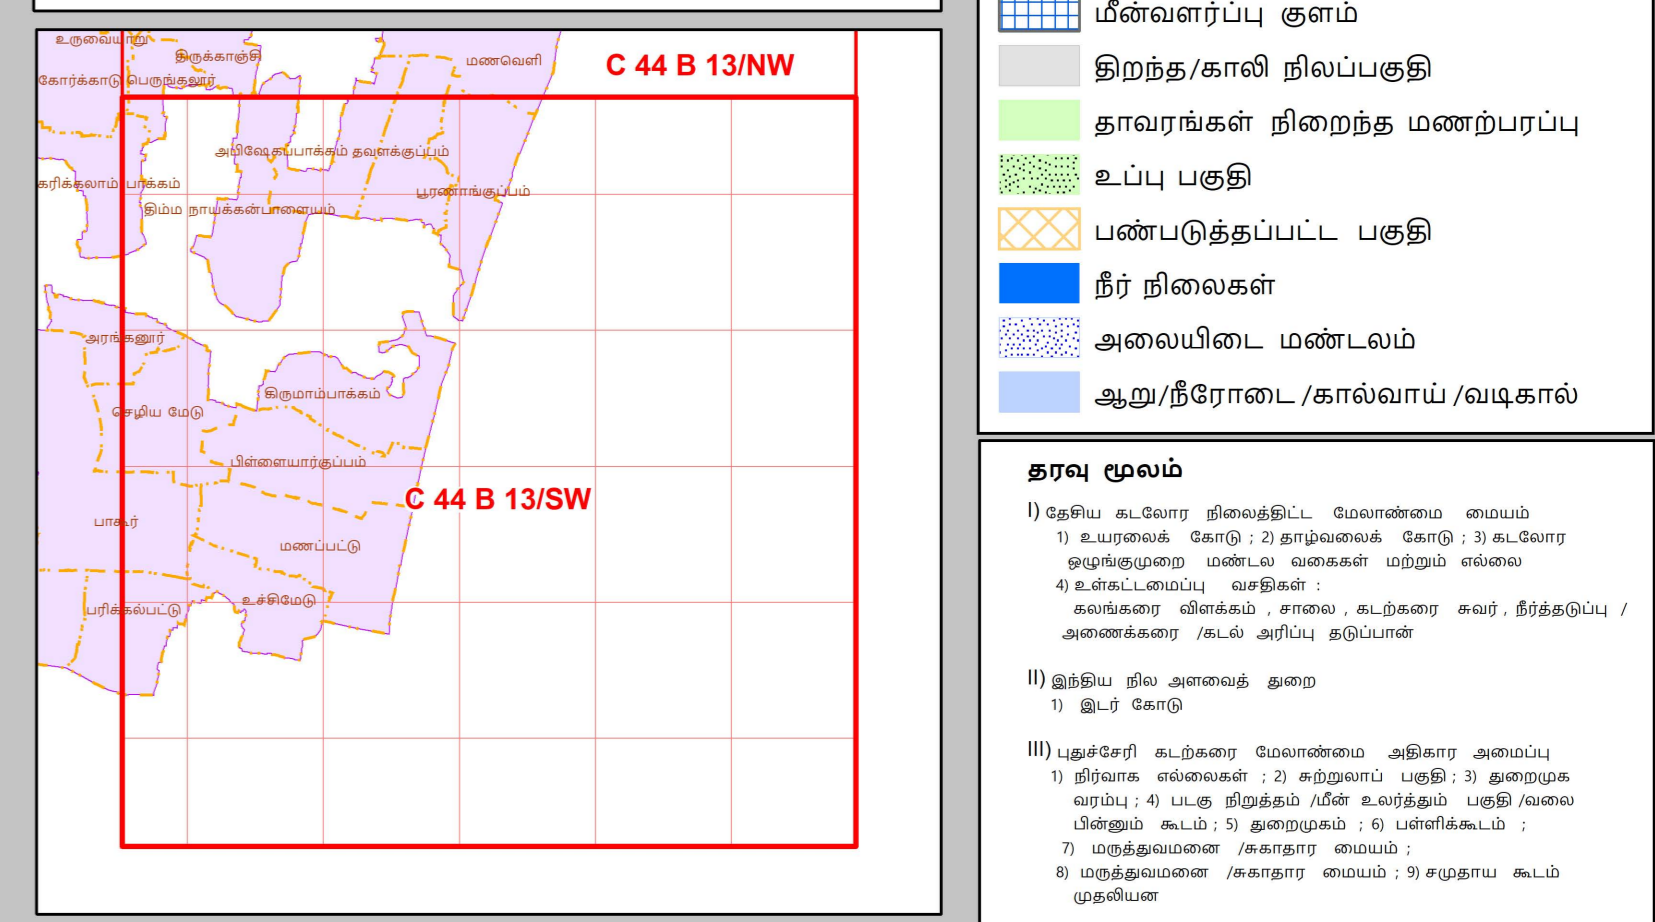 உருவையாறு
திருக்காஞ்சி
மணவெளி
C 44 B 13/NW
கோர்க்காடு பெருங்களூர்
அபிஷேகப்பாக்கம் தவளக்குப்பம்
கரிக்கலாம் பாக்கம்
பூரணாங்குப்பம்
திம்ம நாயக்கன்பாளையம்
அரங்கனூர்
கிருமாம்பாக்கம்
செழிய மேடு
பிள்ளையார்குப்பம்
C 44 B 13/SW
பாகூர்
மணப்பட்டு
உச்சிமேடு
பரிக்கல்பட்டு
மீன்வளர்ப்பு குளம்
திறந்த/காலி நிலப்பகுதி
தாவரங்கள் நிறைந்த மணற்பரப்பு
உப்பு பகுதி
பண்படுத்தப்பட்ட பகுதி
நீர் நிலைகள்
அலையிடை மண்டலம்
ஆறு/நீரோடை/கால்வாய்/வடிகால்
தரவு மூலம்
I) தேசிய கடலோர நிலைத்திட்ட மேலாண்மை மையம்
1) உயரலைக் கோடு ; 2) தாழ்வலைக் கோடு ; 3) கடலோர
ஒழுங்குமுறை மண்டல வகைகள் மற்றும் எல்லை
4) உள்கட்டமைப்பு வசதிகள் :
கலங்கரை விளக்கம் , சாலை , கடற்கரை சுவர் , நீர்த்தடுப்பு /
அணைக்கரை /கடல் அரிப்பு தடுப்பான்
II) இந்திய நில அளவைத் துறை
1) இடர் கோடு
III) புதுச்சேரி கடற்கரை மேலாண்மை அதிகார அமைப்பு
1) நிர்வாக எல்லைகள் ; 2) சுற்றுலாப் பகுதி ; 3) துறைமுக
வரம்பு ; 4) படகு நிறுத்தம் /மீன் உலர்த்தும் பகுதி /வலை
பின்னும் கூடம் ; 5) துறைமுகம் ; 6) பள்ளிக்கூடம் ;
7) மருத்துவமனை /சுகாதார மையம் ;
8) மருத்துவமனை /சுகாதார மையம் ; 9) சமுதாய கூடம்
முதலியன